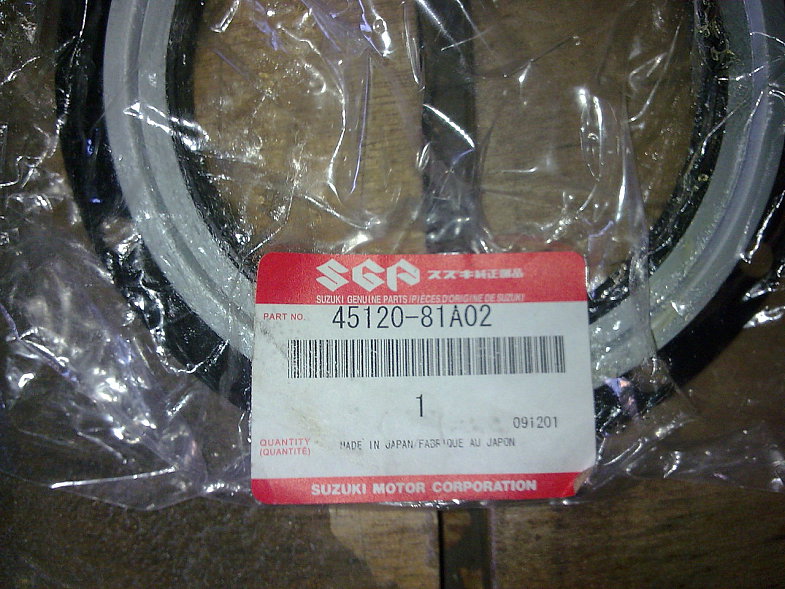 SGP スズキ純正部品
SUZUKI GENUINE PARTS (PIÈCES D'ORIGINE DE SUZUKI)
PART NO. 45120-81A02
1
091201
QUANTITY
(QUANTITÉ)
MADE IN JAPAN/FABRIQUE AU JAPON
SUZUKI MOTOR CORPORATION